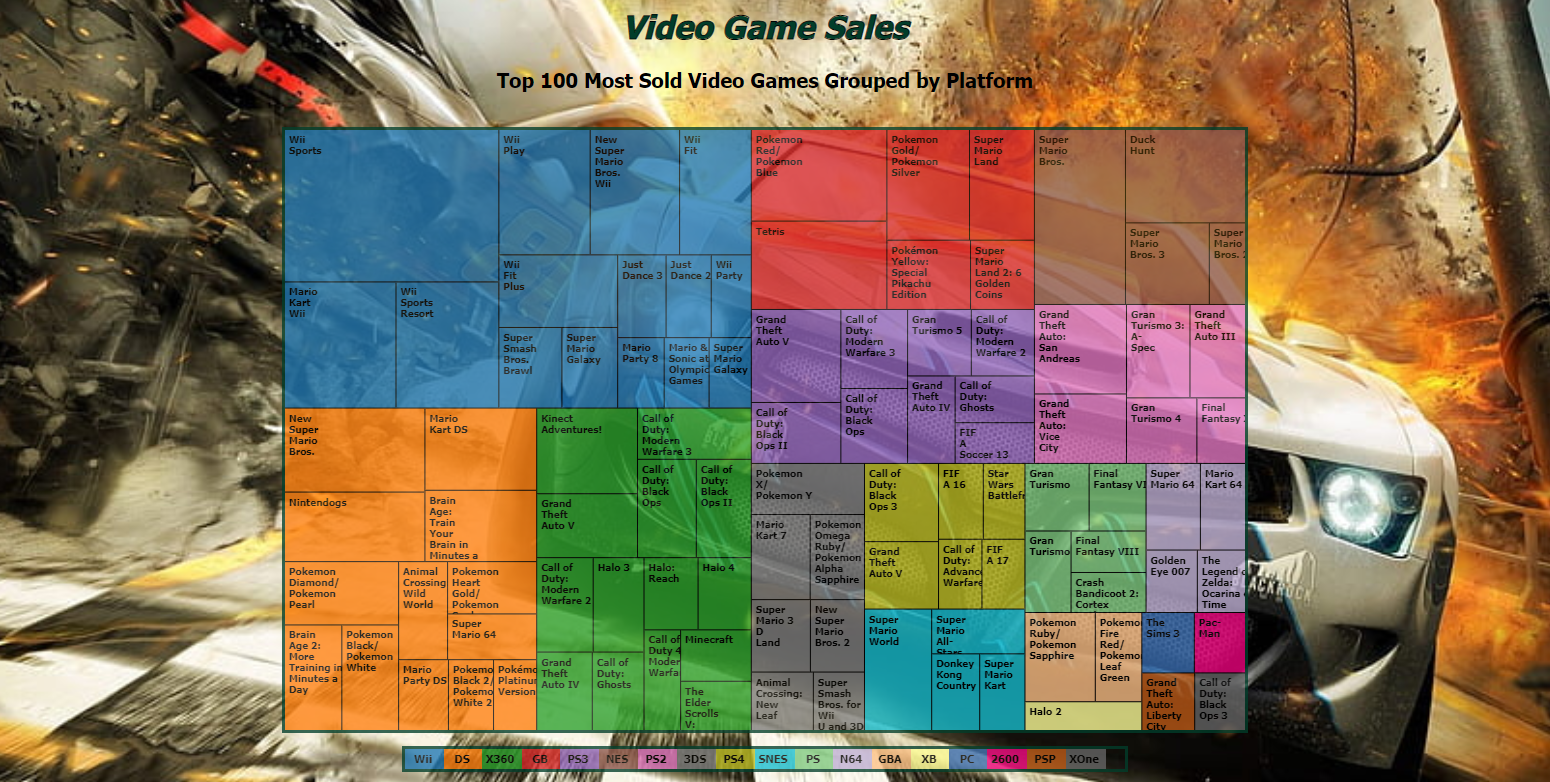 Video Game Sales
Top 100 Most Sold Video Games Grouped by Platform
Wii
Sports
Wii
Play
New
Super
Mario
Bros.
Wii
Wii
Fit
Mario
Kart
Wii
Wii
Sports
Resort
Wii
Fit
Plus
Just
Dance 3
Just
Dance 2
Wii
Party
Super
Smash
Bros.
Brawl
Super
Mario
Galaxy
Mario
Party 8
Mario &
Sonic at
Olympic
Games
Super
Mario
Galaxy
Pokemon
Red/
Pokemon
Blue
Pokemon
Gold/
Pokemon
Silver
Super
Mario
Land
Tetris
Pokémon
Yellow:
Special
Pikachu
Edition
Super
Mario
Land 2: 6
Golden
Coins
Super
Mario
Bros.
Duck
Hunt
Super
Mario
Bros. 3
Super
Mario
Bros.
Grand
Theft
Auto V
Call of
Duty:
Modern
Warfare 3
Gran
Turismo 5
Call of
Duty:
Modern
Warfare 2
Call of
Duty:
Black
Ops II
Call of
Duty:
Black
Ops
Grand
Theft
Auto IV
Call of
Duty:
Ghosts
FIF
A
Soccer 13
Grand
Theft
Auto:
San
Andreas
Gran
Turismo 3:
A-
Spec
Grand
Theft
Auto III
Grand
Theft
Auto:
Vice
City
Gran
Turismo 4
Final
Fantasy
New
Super
Mario
Bros.
Mario
Kart DS
Nintendogs
Brain
Age:
Train
Your
Brain in
Minutes a
Pokemon
Diamond/
Pokemon
Pearl
Animal
Crossing
Wild
World
Pokemon
Heart
Gold/
Pokemon
Super
Mario 64
Brain
Age 2:
More
Training in
Minutes a
Day
Pokemon
Black/
Pokemon
White
Mario
Party DS
Pokemo
Black 2/
Pokemo
White 2
Pokémo
Platinu
Version
Kinect
Adventures!
Call of
Duty:
Modern
Warfare 3
Grand
Theft
Auto V
Call of
Duty:
Black
Ops
Call of
Duty:
Black
Ops II
Call of
Duty:
Modern
Warfare 2
Halo 3
Halo:
Reach
Halo 4
Grand
Theft
Auto IV
Call of
Duty:
Ghosts
Call of
Duty 4
Moder
Warfa
Minecraft
The
Elder
Scrolls
V:
Pokemon
X/
Pokemon Y
Mario
Kart 7
Pokemon
Omega
Ruby/
Pokemon
Alpha
Sapphire
Super
Mario 3
D
Land
New
Super
Mario
Bros. 2
Animal
Crossing:
New
Leaf
Super
Smash
Bros. for
Wii
U and 3D
Call of
Duty:
Black
Ops 3
FIF
A 16
Star
Wars
Battlefr
Grand
Theft
Auto V
Call of
Duty:
Advanc
Warfare
FIF
A 17
Super
Mario
World
Super
Mario
All-
Stars
Donkey
Kong
Country
Super
Mario
Kart
Gran
Turismo
Final
Fantasy VI
Gran
Turismo
Final
Fantasy VIII
Crash
Bandicoot 2:
Cortex
Super
Mario 64
Mario
Kart 64
Golden
Eye 007
The
Legend o
Zelda:
Ocarina o
Time
Pokemon
Ruby/
Pokemon
Sapphire
Pokemo
Fire
Red/
Pokemo
Leaf
Green
Halo 2
The
Sims 3
Pac-
Man
Grand
Theft
Auto:
Liberty
City
Call of
Duty:
Black
Ops 3
BLACKROCK
Wii DS X360 GB PS3 NES PS2 3DS PS4 SNES PS N64 GBA XB PC 2600 PSP XOne